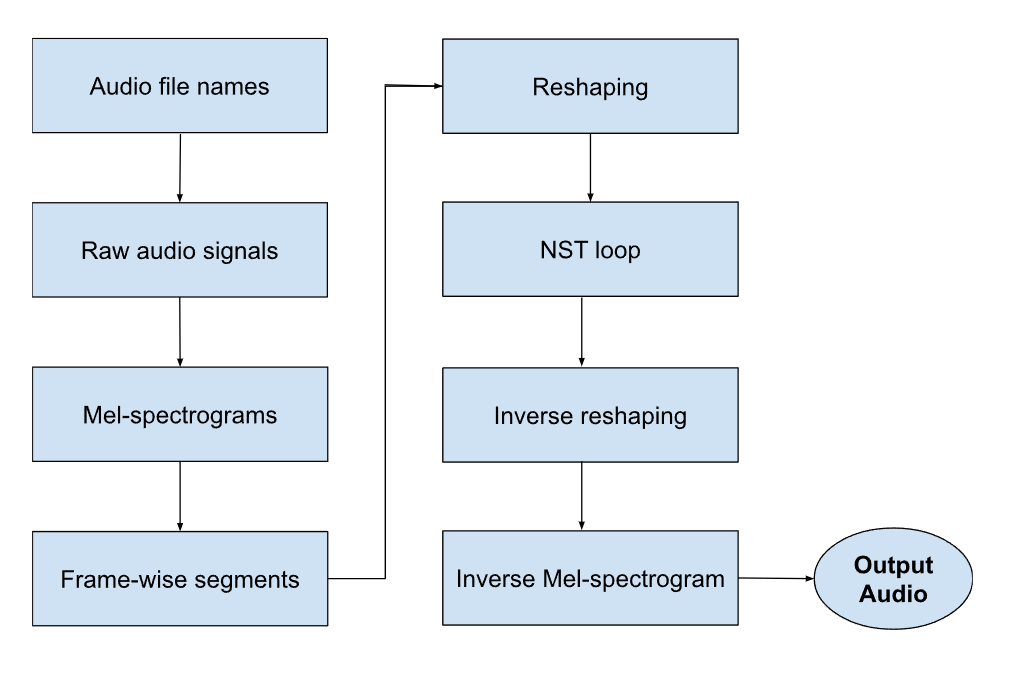 Audio file names
Raw audio signals
Mel-spectrograms
Frame-wise segments
Reshaping
NST loop
Inverse reshaping
Inverse Mel-spectrogram
Output
Audio